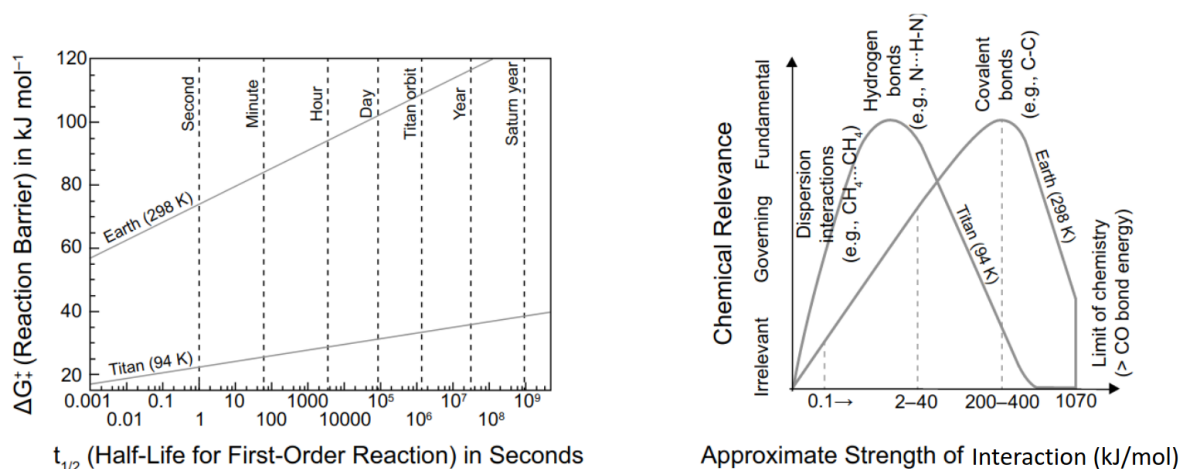 ΔG‡ (Reaction Barrier) in kJ mol⁻¹
120
100
80
60
40
20
Second
Minute
Hour
Day
Titan orbit
Year
Saturn year
Earth (298 K)
Titan (94 K)
0.001 0.1 10 1000 10⁵ 10⁷ 10⁹
0.01 1 100 10000 10⁶ 10⁸
t₁/₂ (Half-Life for First-Order Reaction) in Seconds
Chemical Relevance
Fundamental
Governing
Irrelevant
Dispersion
interactions
(e.g., CH₄...CH₄)
Hydrogen
bonds
(e.g., N···H-N)
Covalent
bonds
(e.g., C-C)
Titan (94 K)
Earth (298 K)
Limit of chemistry
(> CO bond energy)
0.1→ 2–40 200–400 1070
Approximate Strength of Interaction (kJ/mol)